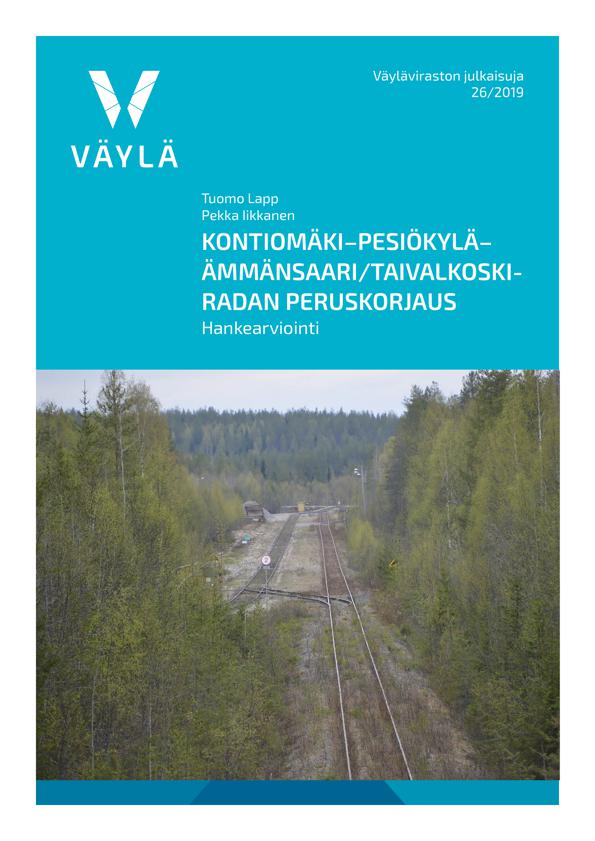 Väyläviraston julkaisuja
26/2019
VÄYLÄ
Tuomo Lapp
Pekka Iikkanen
KONTIOMÄKI–PESIÖKYLÄ–
ÄMMÄNSAARI/TAIVALKOSKI-
RADAN PERUSKORJAUS
Hankearviointi